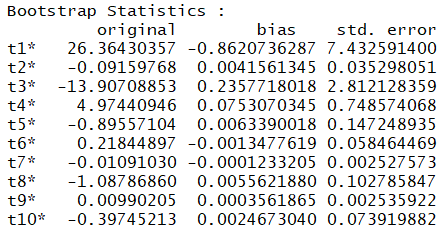 Bootstrap Statistics :
original bias std. error
t1* 26.36430357 -0.8620736287 7.432591400
t2* -0.09159768 0.0041561345 0.035298051
t3* -13.90708853 0.2357718018 2.812128359
t4* 4.97440946 0.0753070345 0.748574068
t5* -0.89557104 0.0063390018 0.147248935
t6* 0.21844897 -0.0013477619 0.058464469
t7* -0.01091030 -0.0001233205 0.002527573
t8* -1.08786860 0.0055621880 0.102785847
t9* 0.00990205 0.0003561865 0.002535922
t10* -0.39745213 0.0024673040 0.073919882